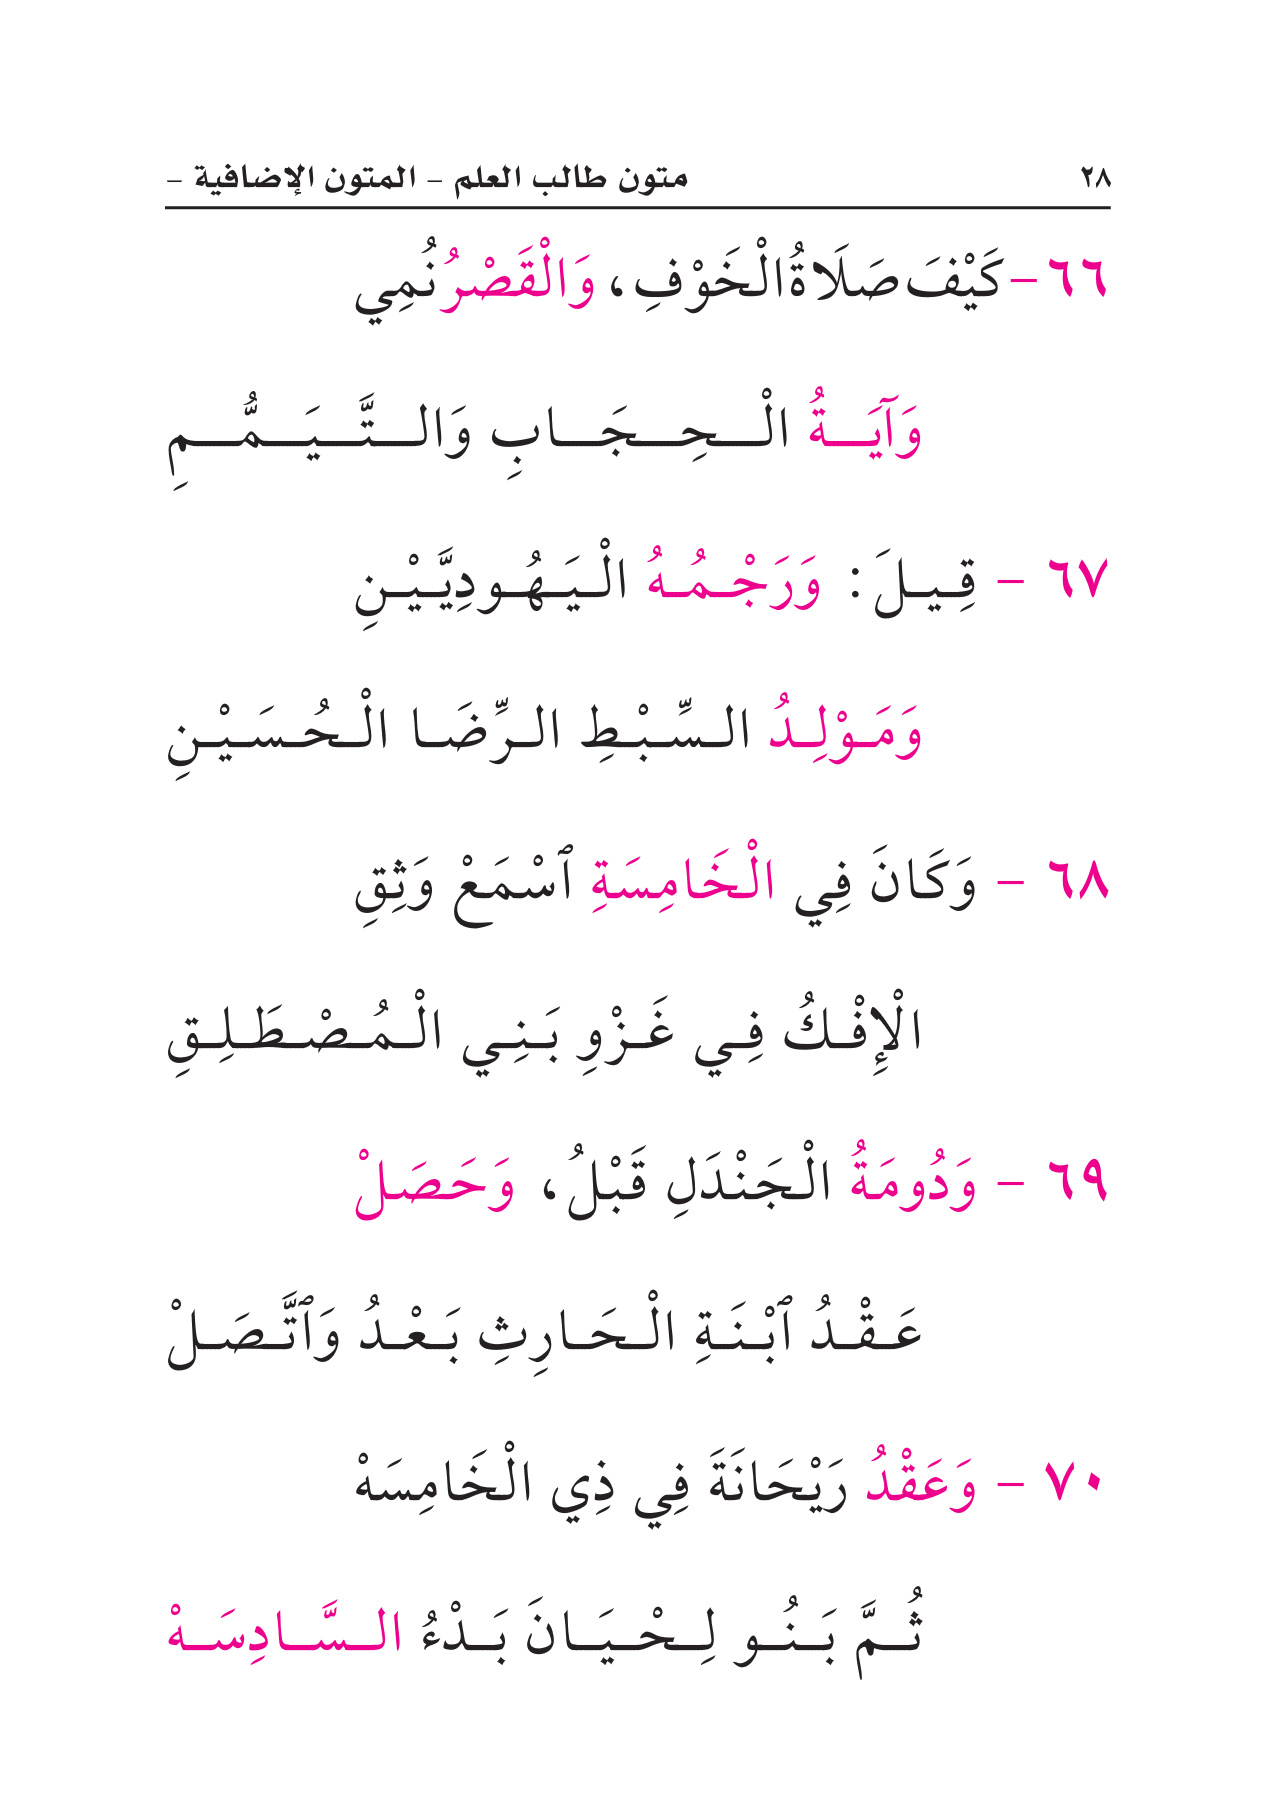 ٢٨ متون طالب العلم - المتون الإضافية -
٦٦- كَيْفَ صَلَاةُ الْخَوْفِ، وَالْقَصْرُ نُمِي
وَآيَةُ الْحِجَابِ وَالتَّيَمُّمِ
٦٧ - قِيلَ: وَرَجْمُهُ الْيَهُودِيَّيْنِ
وَمَوْلِدُ السِّبْطِ الرِّضَا الْحُسَيْنِ
٦٨ - وَكَانَ فِي الْخَامِسَةِ ٱسْمَعْ وَثِقِ
الْإِفْكُ فِي غَزْوِ بَنِي الْمُصْطَلِقِ
٦٩ - وَدُومَةُ الْجَنْدَلِ قَبْلُ، وَحَصَلْ
عَقْدُ ٱبْنَةِ الْحَارِثِ بَعْدُ وَٱتَّصَلْ
٧٠ - وَعَقْدُ رَيْحَانَةَ فِي ذِي الْخَامِسَهْ
ثُمَّ بَنُو لِحْيَانَ بَدْءُ السَّادِسَهْ